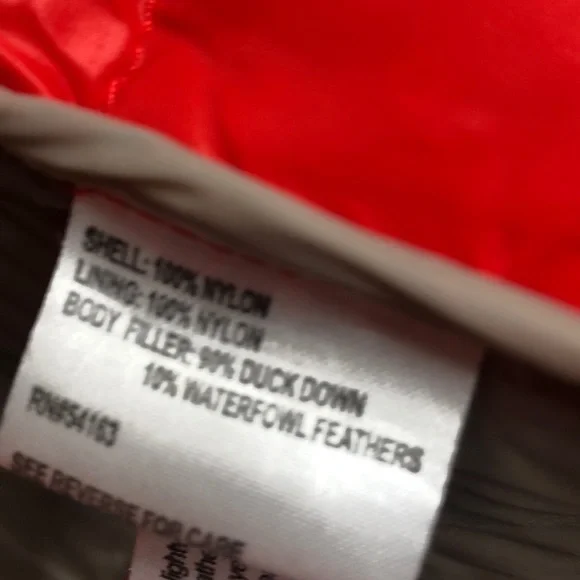 SHELL: 100% NYLON
LINING: 100% NYLON
BODY FILLER: 90% DUCK DOWN
10% WATERFOWL FEATHERS
RN#54163
SEE REVERSE FOR CARE